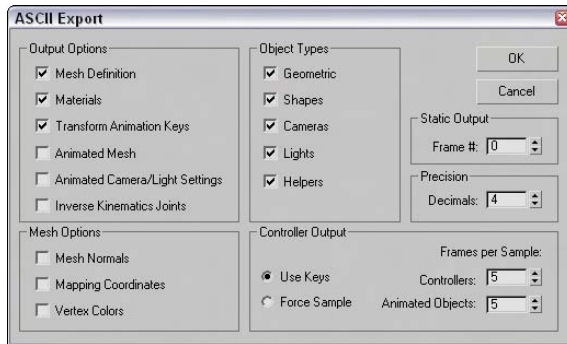 ASCII Export
Output Options
Mesh Definition
Materials
Transform Animation Keys
Animated Mesh
Animated Camera/Light Settings
Inverse Kinematics Joints
Object Types
Geometric
Shapes
Cameras
Lights
Helpers
OK
Cancel
Static Output
Frame #: 0
Precision
Decimals: 4
Mesh Options
Mesh Normals
Mapping Coordinates
Vertex Colors
Controller Output
Use Keys
Force Sample
Frames per Sample:
Controllers: 5
Animated Objects: 5